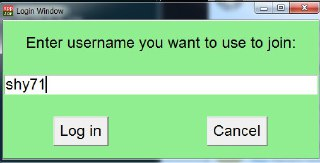 Login Window
Enter username you want to use to join:
shy71
Log in
Cancel